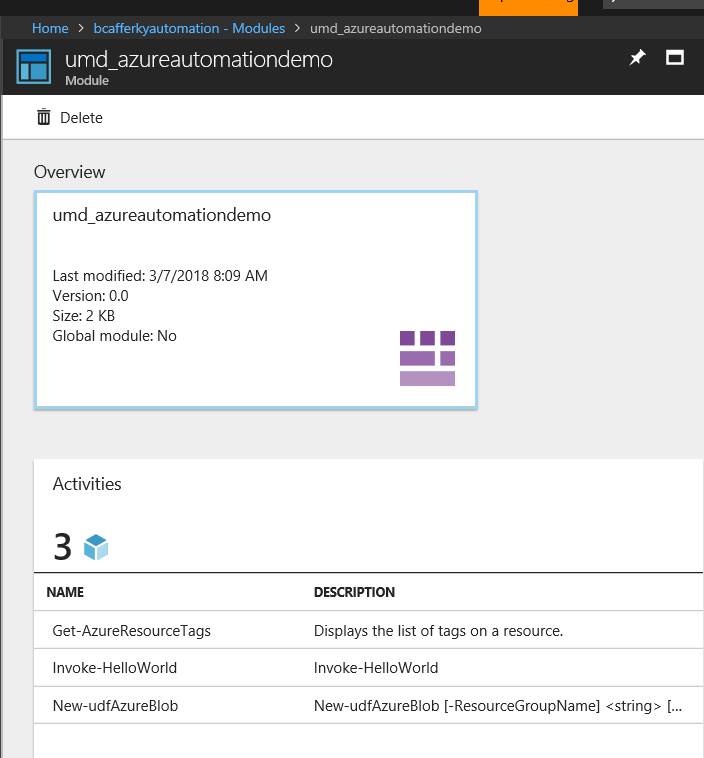 Home > bcafferkyautomation - Modules > umd_azureautomationdemo
umd_azureautomationdemo
Module
Delete
Overview
umd_azureautomationdemo
Last modified: 3/7/2018 8:09 AM
Version: 0.0
Size: 2 KB
Global module: No
Activities
3
NAME DESCRIPTION
Get-AzureResourceTags Displays the list of tags on a resource.
Invoke-HelloWorld Invoke-HelloWorld
New-udfAzureBlob New-udfAzureBlob [-ResourceGroupName] <string> [...